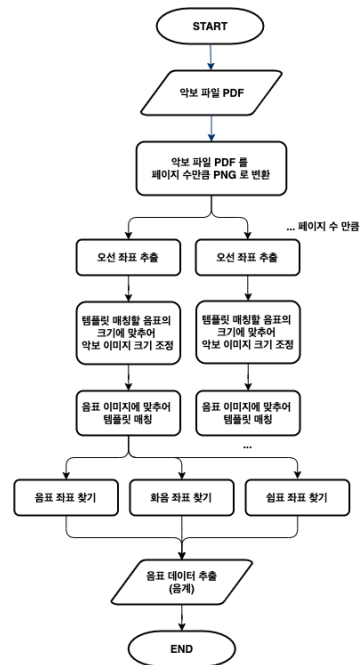 START
악보 파일 PDF
악보 파일 PDF 를
페이지 수만큼 PNG 로 변환
... 페이지 수 만큼
오선 좌표 추출
오선 좌표 추출
템플릿 매칭할 음표의
크기에 맞추어
악보 이미지 크기 조정
템플릿 매칭할 음표의
크기에 맞추어
악보 이미지 크기 조정
음표 이미지에 맞추어
템플릿 매칭
음표 이미지에 맞추어
템플릿 매칭
...
음표 좌표 찾기
화음 좌표 찾기
쉼표 좌표 찾기
음표 데이터 추출
(음계)
END